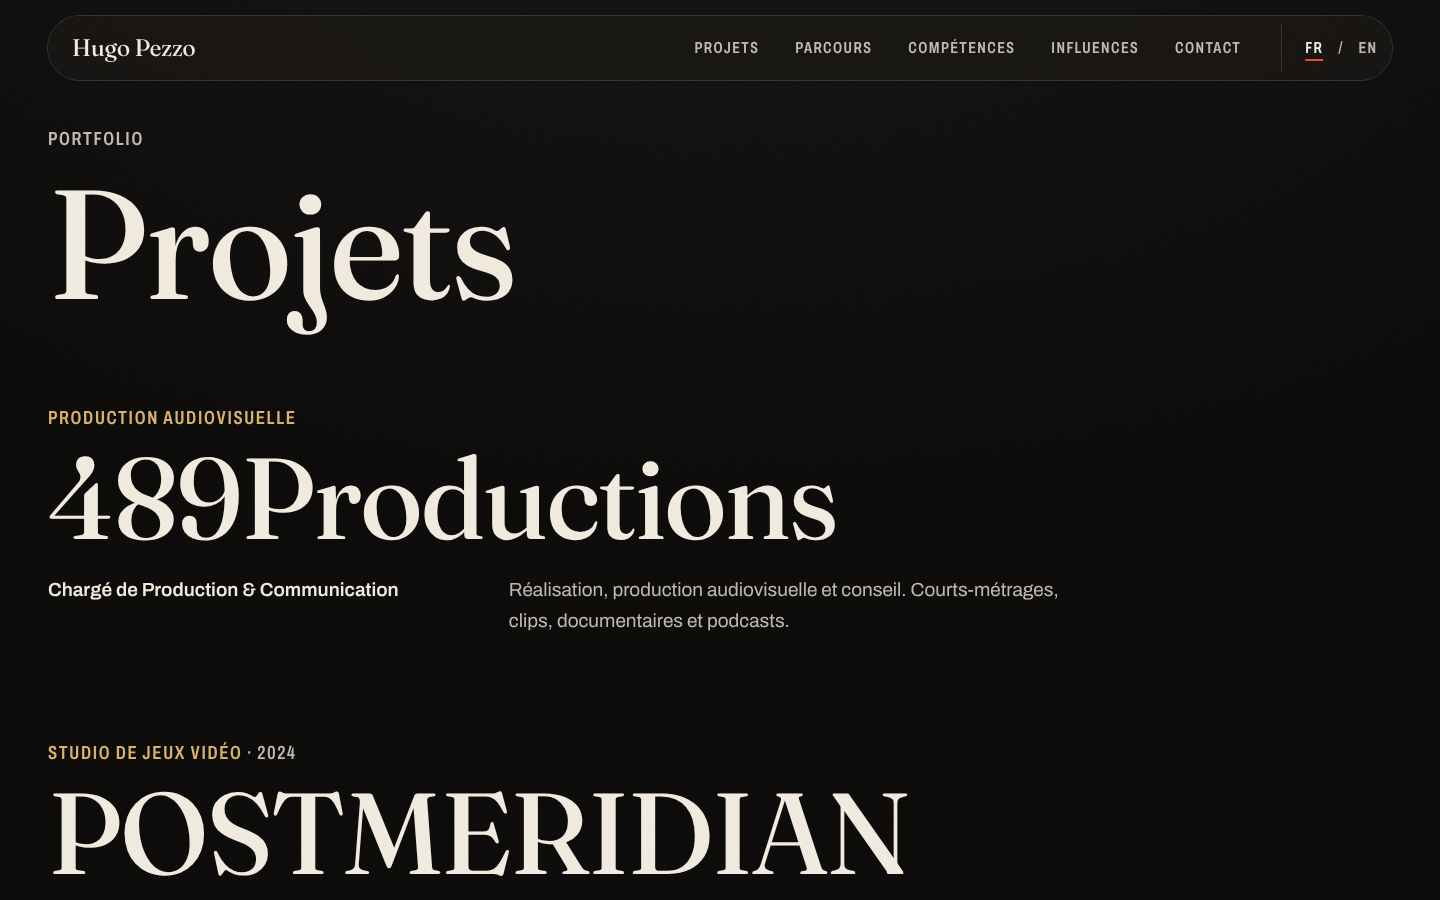 Hugo Pezzo
PROJETS PARCOURS COMPÉTENCES INFLUENCES CONTACT FR / EN
PORTFOLIO
Projets
PRODUCTION AUDIOVISUELLE
489Productions
Chargé de Production & Communication
Réalisation, production audiovisuelle et conseil. Courts-métrages,
clips, documentaires et podcasts.
STUDIO DE JEUX VIDÉO · 2024
POSTMERIDIAN